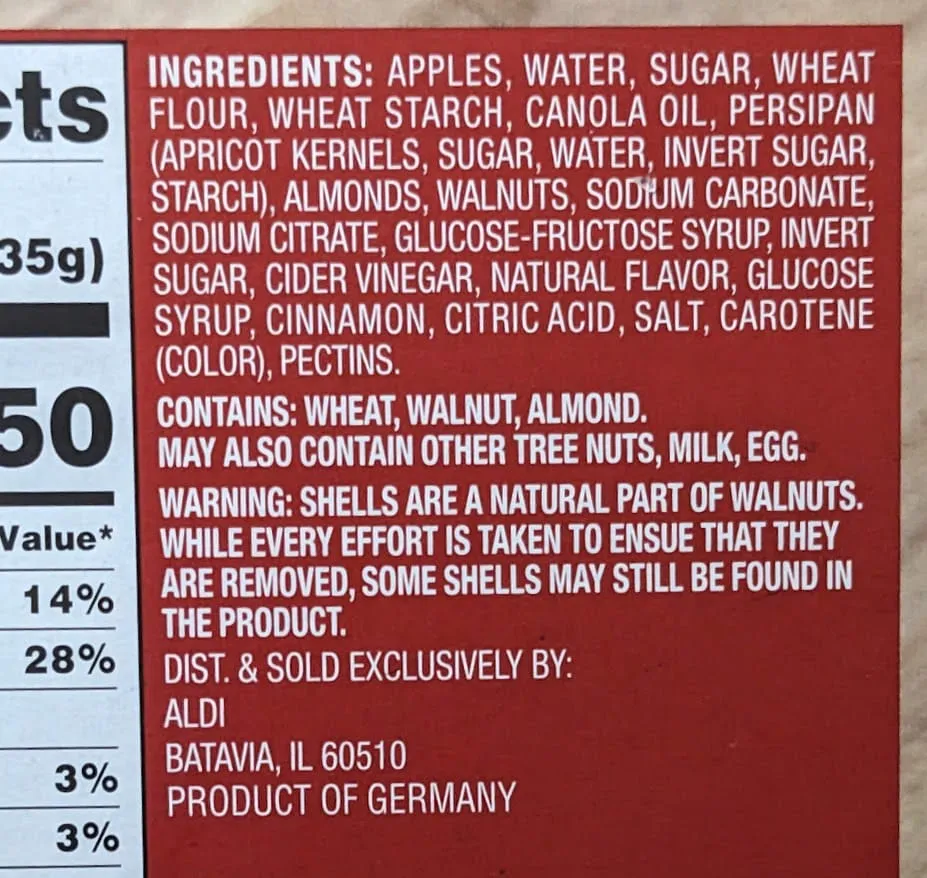 cts
35g)
50
Value*
14%
28%
3%
3%
INGREDIENTS: APPLES, WATER, SUGAR, WHEAT
FLOUR, WHEAT STARCH, CANOLA OIL, PERSIPAN
(APRICOT KERNELS, SUGAR, WATER, INVERT SUGAR,
STARCH), ALMONDS, WALNUTS, SODIUM CARBONATE,
SODIUM CITRATE, GLUCOSE-FRUCTOSE SYRUP, INVERT
SUGAR, CIDER VINEGAR, NATURAL FLAVOR, GLUCOSE
SYRUP, CINNAMON, CITRIC ACID, SALT, CAROTENE
(COLOR), PECTINS.
CONTAINS: WHEAT, WALNUT, ALMOND.
MAY ALSO CONTAIN OTHER TREE NUTS, MILK, EGG.
WARNING: SHELLS ARE A NATURAL PART OF WALNUTS.
WHILE EVERY EFFORT IS TAKEN TO ENSUE THAT THEY
ARE REMOVED, SOME SHELLS MAY STILL BE FOUND IN
THE PRODUCT.
DIST. & SOLD EXCLUSIVELY BY:
ALDI
BATAVIA, IL 60510
PRODUCT OF GERMANY